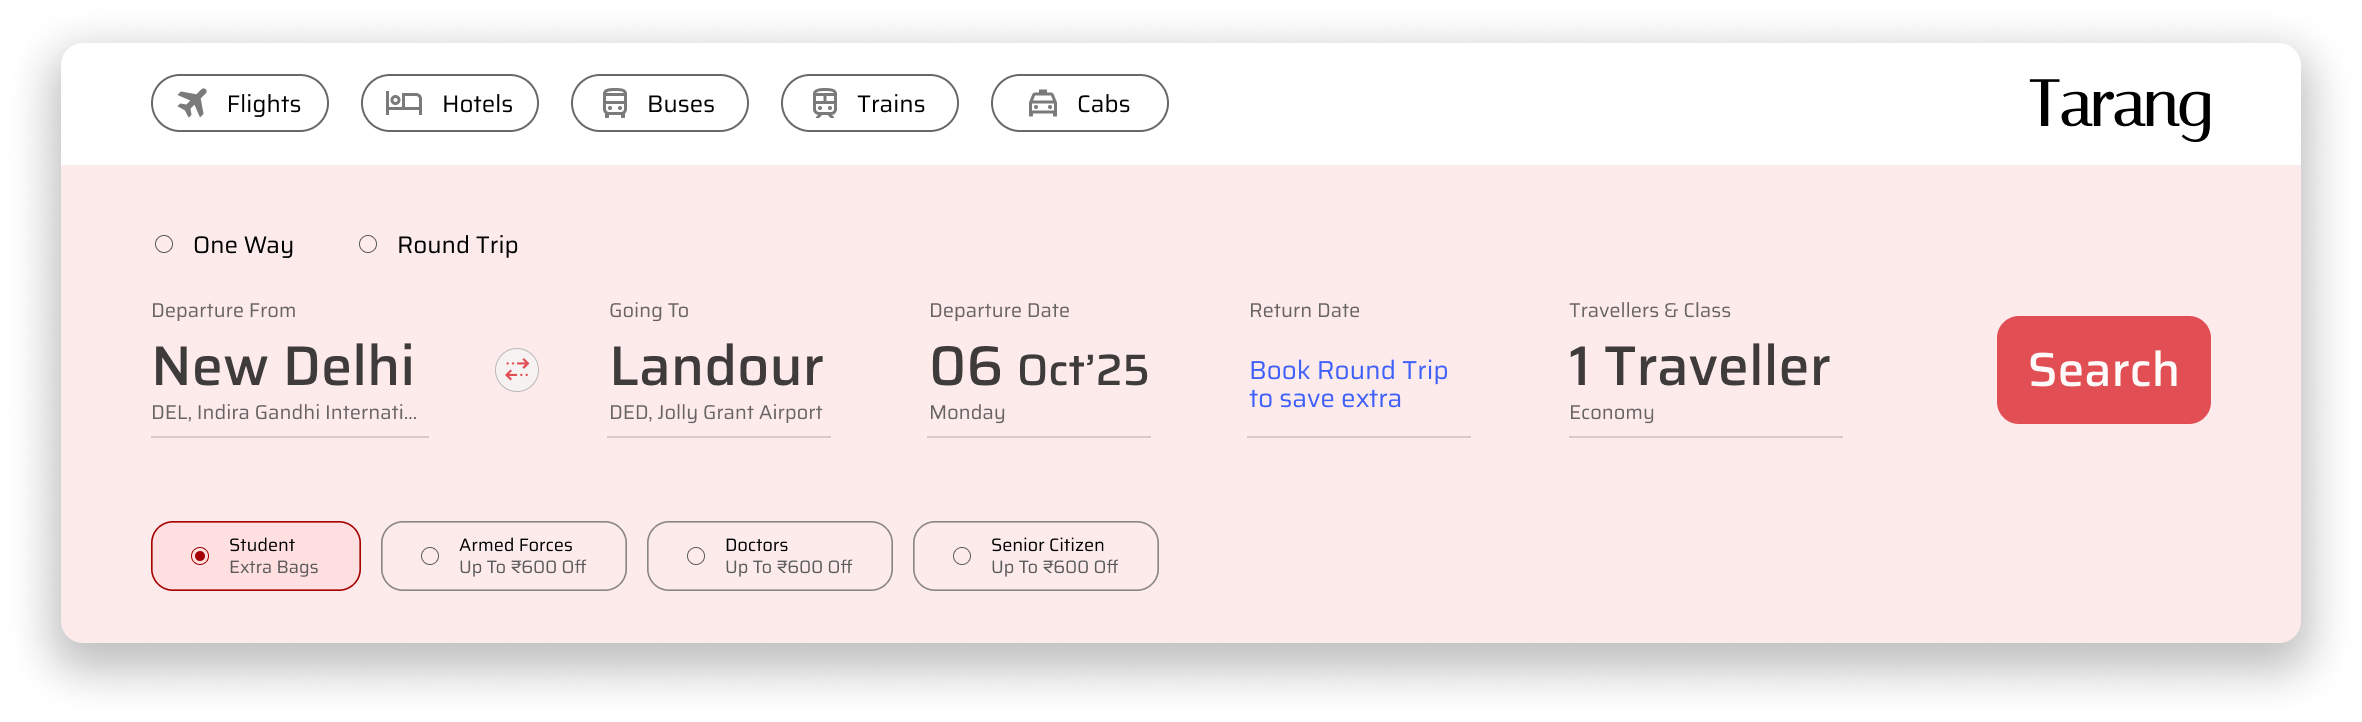 Flights
Hotels
Buses
Trains
Cabs
Tarang
One Way
Round Trip
Departure From
New Delhi
DEL, Indira Gandhi Internati...
Going To
Landour
DED, Jolly Grant Airport
Departure Date
06 Oct’25
Monday
Return Date
Book Round Trip
to save extra
Travellers & Class
1 Traveller
Economy
Search
Student
Extra Bags
Armed Forces
Up To ₹600 Off
Doctors
Up To ₹600 Off
Senior Citizen
Up To ₹600 Off